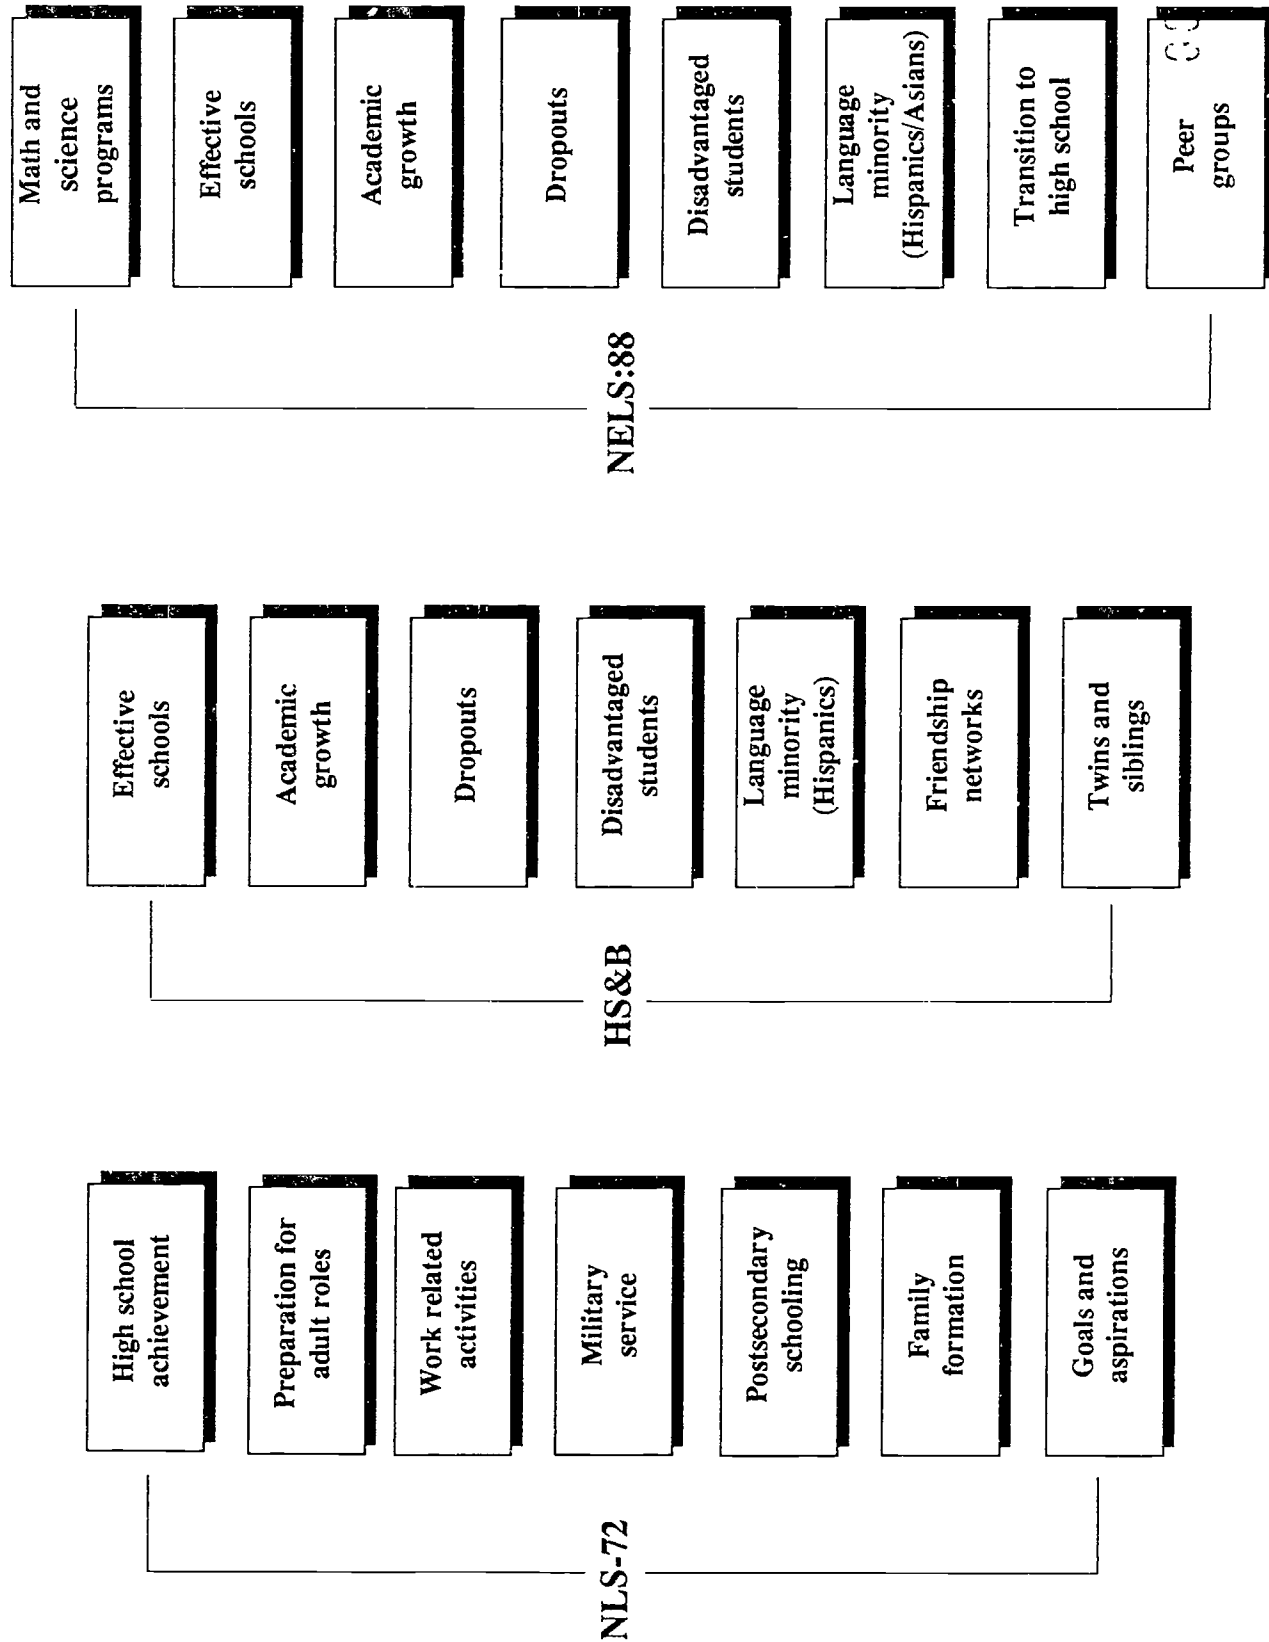 NLS-72
High school
achievement
Preparation for
adult roles
Work related
activities
Military
service
Postsecondary
schooling
Family
formation
Goals and
aspirations
HS&B
Effective
schools
Academic
growth
Dropouts
Disadvantaged
students
Language
minority
(Hispanics)
Friendship
networks
Twins and
siblings
NELS:88
Math and
science
programs
Effective
schools
Academic
growth
Dropouts
Disadvantaged
students
Language
minority
(Hispanics/Asians)
Transition to
high school
Peer
groups